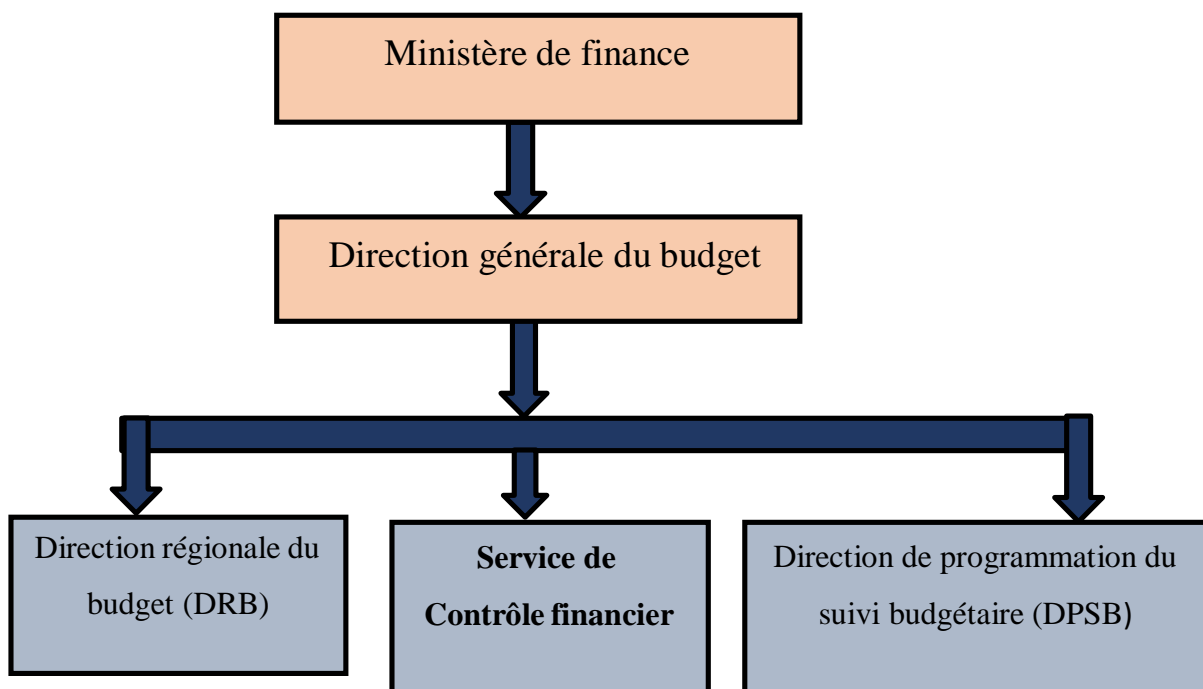 Ministère de finance
Direction générale du budget
Direction régionale du
budget (DRB)
Service de
Contrôle financier
Direction de programmation du
suivi budgétaire (DPSB)